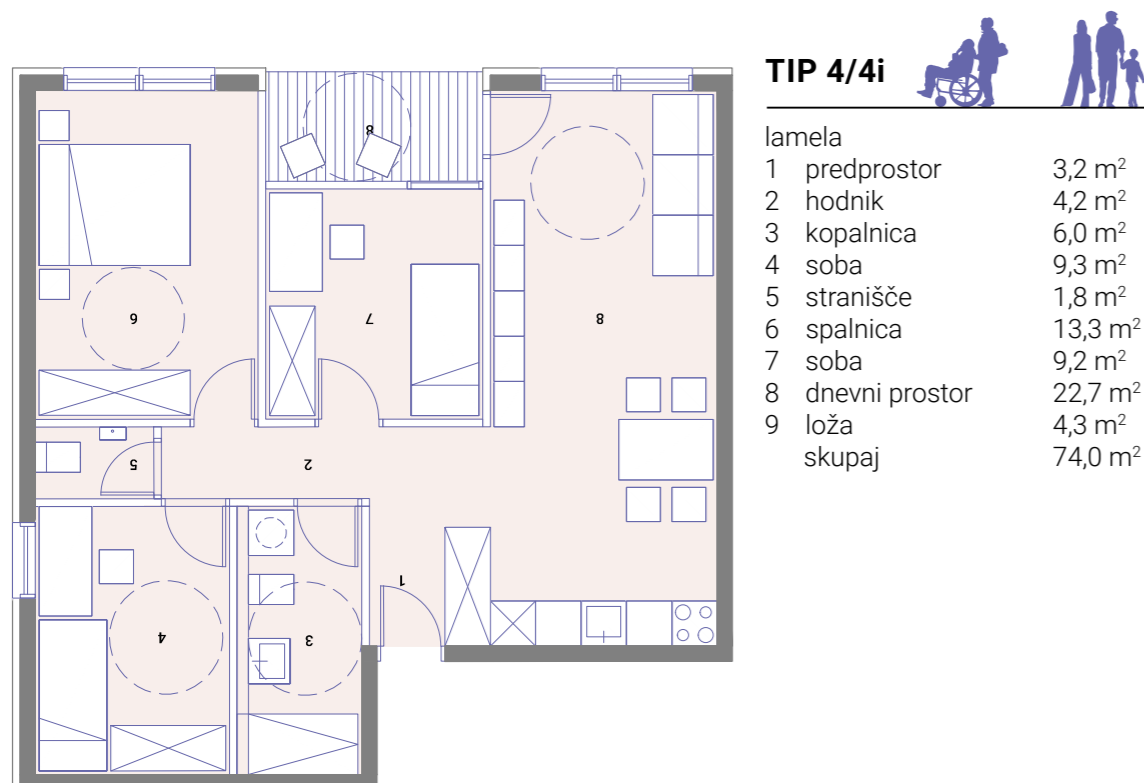 TIP 4/4i
lamela
1 predprostor 3,2 m²
2 hodnik 4,2 m²
3 kopalnica 6,0 m²
4 soba 9,3 m²
5 stranišče 1,8 m²
6 spalnica 13,3 m²
7 soba 9,2 m²
8 dnevni prostor 22,7 m²
9 loža 4,3 m²
skupaj 74,0 m²
8
6
7
8
5
2
1
4
3